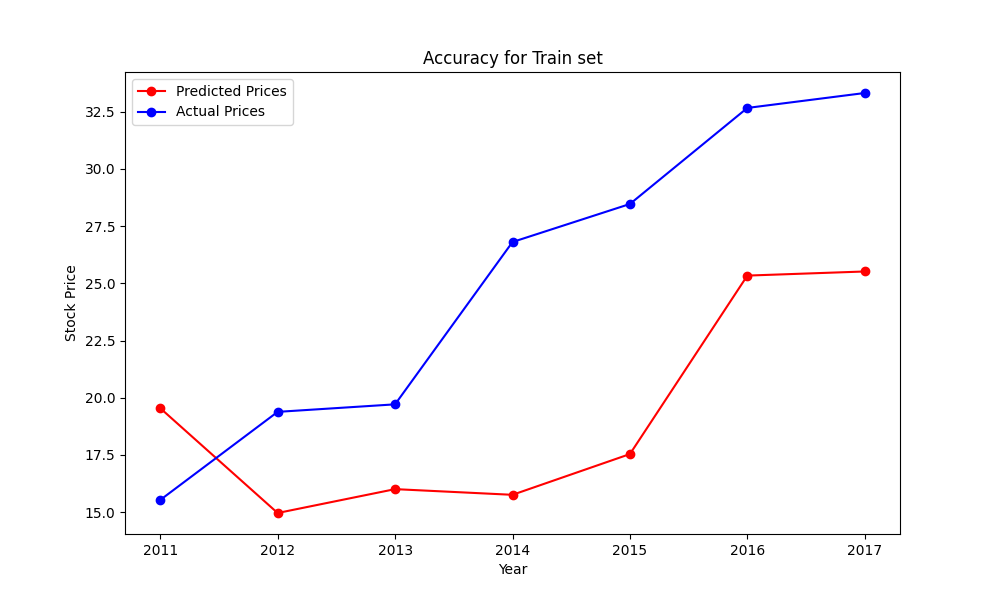 Accuracy for Train set
Predicted Prices
Actual Prices
32.5
30.0
27.5
25.0
22.5
20.0
17.5
15.0
Stock Price
2011 2012 2013 2014 2015 2016 2017
Year